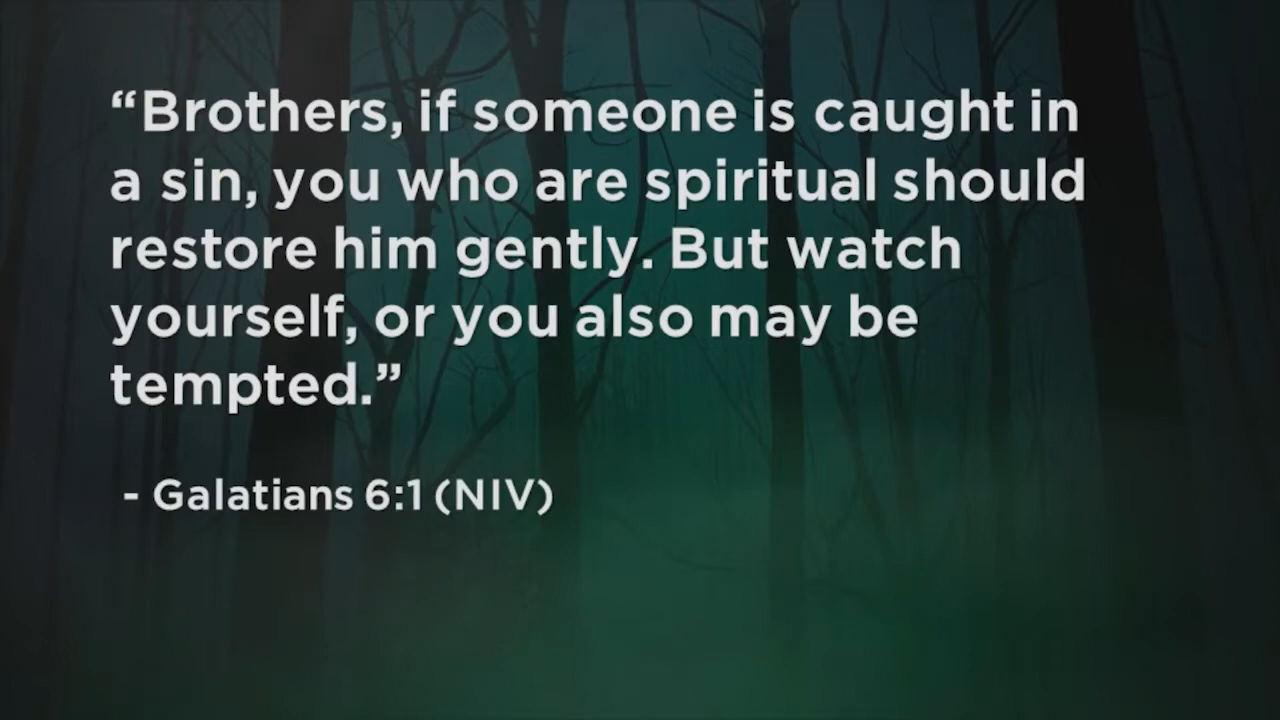 “Brothers, if someone is caught in
a sin, you who are spiritual should
restore him gently. But watch
yourself, or you also may be
tempted.”
- Galatians 6:1 (NIV)